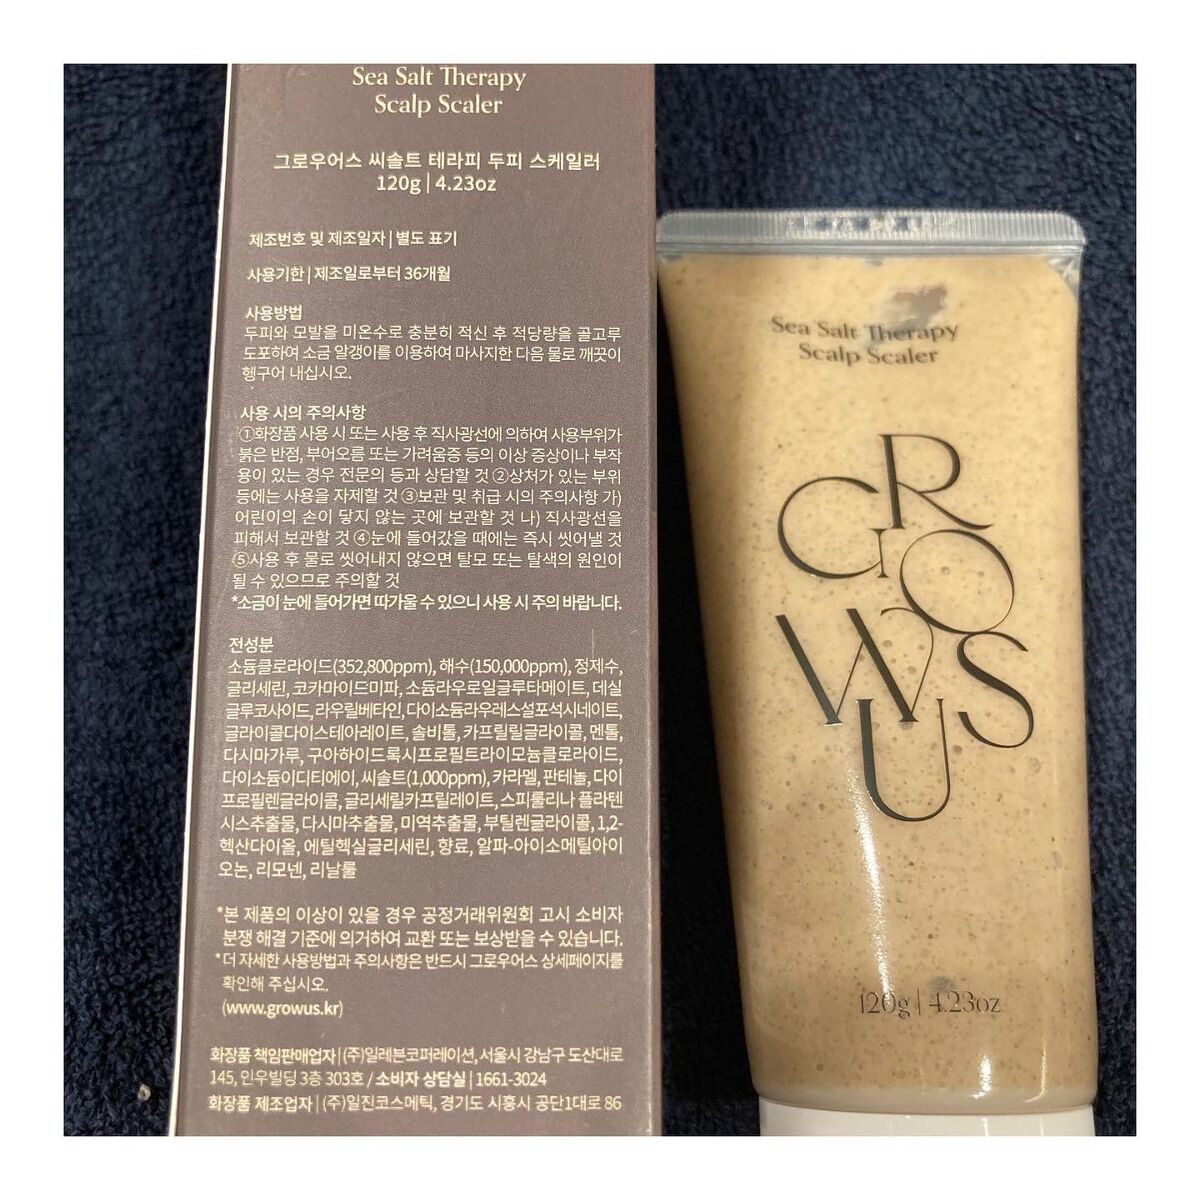 Sea Salt Therapy
Scalp Scaler
그로우어스 씨솔트 테라피 두피 스케일러
120g | 4.23oz
제조번호 및 제조일자 | 별도 표기
사용기한 | 제조일로부터 36개월
사용방법
두피와 모발을 미온수로 충분히 적신 후 적당량을 골고루
도포하여 소금 알갱이를 이용하여 마사지한 다음 물로 깨끗이
헹구어 내십시오.
사용 시의 주의사항
①화장품 사용 시 또는 사용 후 직사광선에 의하여 사용부위가
붉은 반점, 부어오름 또는 가려움증 등의 이상 증상이나 부작
용이 있는 경우 전문의 등과 상담할 것 ②상처가 있는 부위
등에는 사용을 자제할 것 ③보관 및 취급 시의 주의사항 가)
어린이의 손이 닿지 않는 곳에 보관할 것 나) 직사광선을
피해서 보관할 것 ④눈에 들어갔을 때에는 즉시 씻어낼 것
⑤사용 후 물로 씻어내지 않으면 탈모 또는 탈색의 원인이
될 수 있으므로 주의할 것
*소금이 눈에 들어가면 따가울 수 있으니 사용 시 주의 바랍니다.
전성분
소듐클로라이드(352,800ppm), 해수(150,000ppm), 정제수,
글리세린, 코카마이드미파, 소듐라우로일글루타메이트, 데실
글루코사이드, 라우릴베타인, 다이소듐라우레스설포석시네이트,
글라이콜다이스테아레이트, 솔비톨, 카프릴릴글라이콜, 멘톨,
다시마가루, 구아하이드록시프로필트라이모늄클로라이드,
다이소듐이디티에이, 씨솔트(1,000ppm), 카라멜, 판테놀, 다이
프로필렌글라이콜, 글리세릴카프릴레이트, 스피룰리나 플라텐
시스추출물, 다시마추출물, 미역추출물, 부틸렌글라이콜, 1,2-
헥산다이올, 에틸헥실글리세린, 향료, 알파-아이소메틸아이
오논, 리모넨, 리날룰
*본 제품의 이상이 있을 경우 공정거래위원회 고시 소비자
분쟁 해결 기준에 의거하여 교환 또는 보상받을 수 있습니다.
*더 자세한 사용방법과 주의사항은 반드시 그로우어스 상세페이지를
확인해 주십시오.
(www.growus.kr)
화장품 책임판매업자 | (주)일레븐코퍼레이션, 서울시 강남구 도산대로
145, 인우빌딩 3층 303호 / 소비자 상담실 | 1661-3024
화장품 제조업자 | (주)일진코스메틱, 경기도 시흥시 공단1대로 86
Sea Salt Therapy
Scalp Scaler
GROWUS
120g | 4.23oz